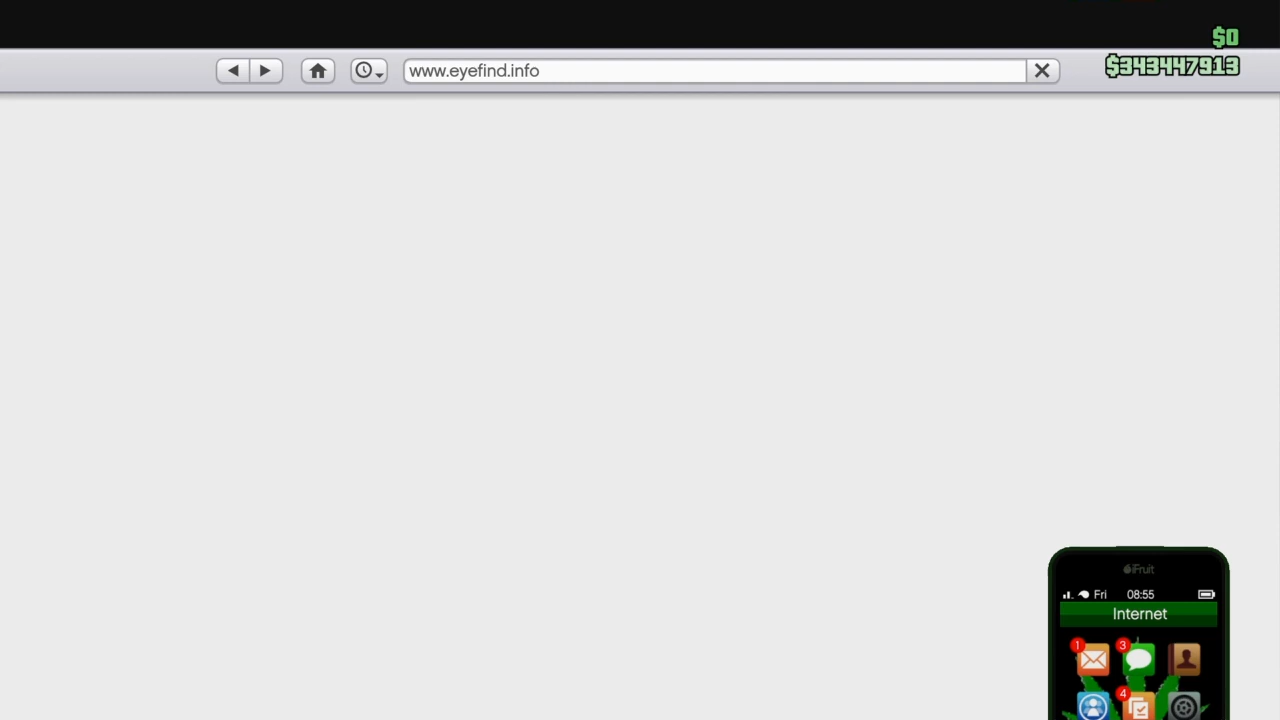 $0
www.eyefind.info
$343447913
iFruit
Fri 08:55
Internet
1
3
4